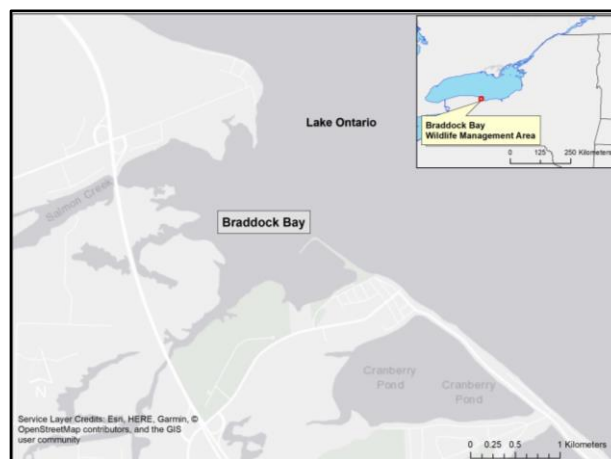 Lake Ontario
Braddock Bay
Wildlife Management Area
0 125 250 Kilometers
Salmon Creek
Braddock Bay
Cranberry
Pond
Cranberry
Pond
N
Service Layer Credits: Esri, HERE, Garmin, ©
OpenStreetMap contributors, and the GIS
user community
0 0.25 0.5 1 Kilometers